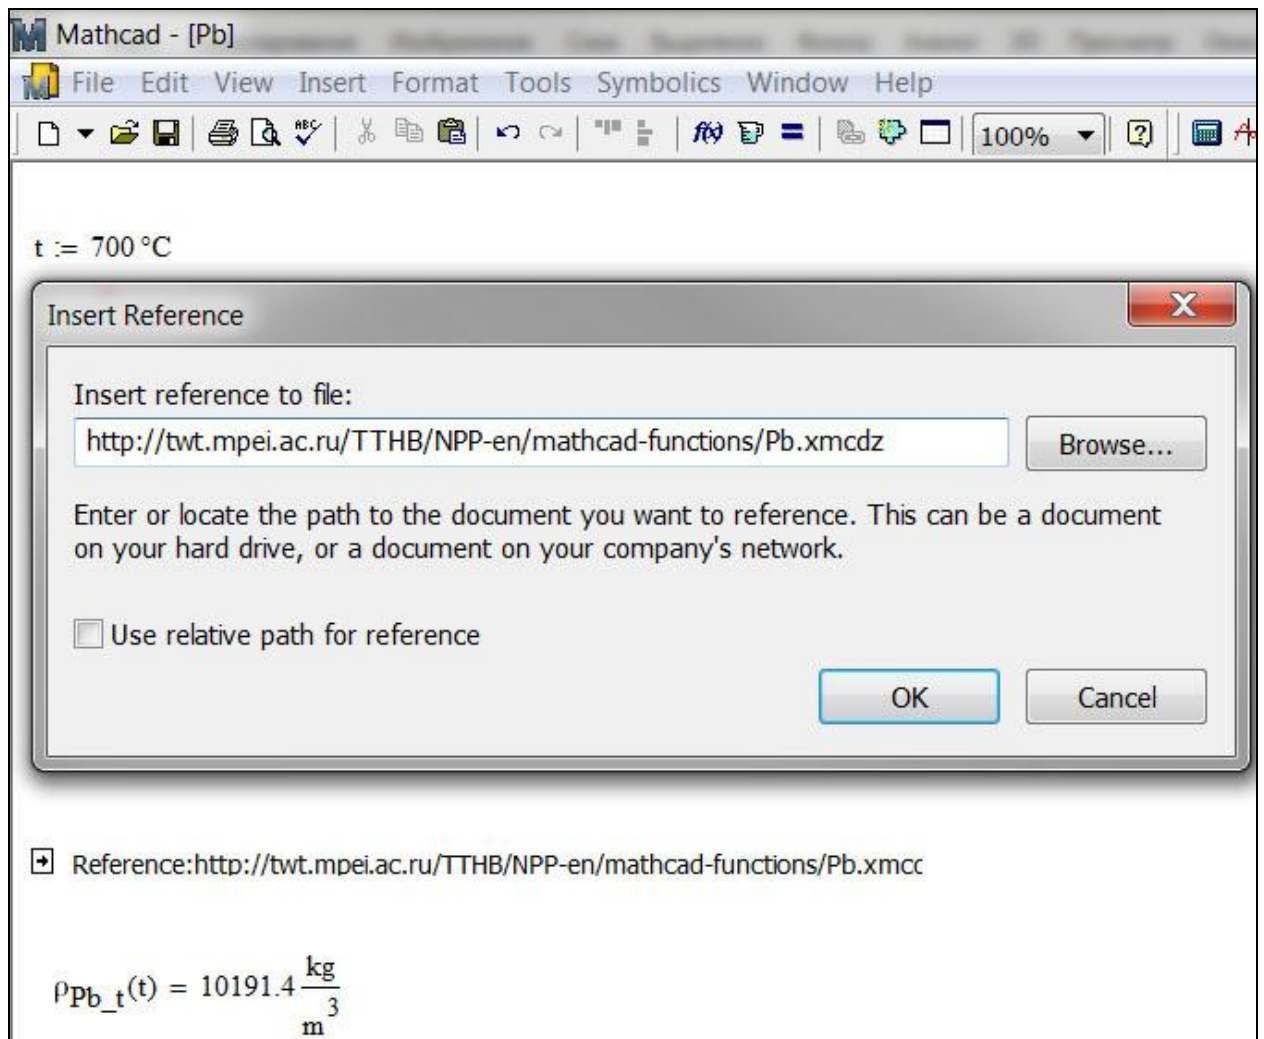 Mathcad - [Pb]
File Edit View Insert Format Tools Symbolics Window Help
ABC f(x) 100%
t := 700 °C
Insert Reference
Insert reference to file:
http://twt.mpei.ac.ru/TTHB/NPP-en/mathcad-functions/Pb.xmcdz
Browse...
Enter or locate the path to the document you want to reference. This can be a document
on your hard drive, or a document on your company's network.
Use relative path for reference
OK Cancel
Reference:http://twt.mpei.ac.ru/TTHB/NPP-en/mathcad-functions/Pb.xmcc
ρPb_t(t) = 10191.4 kg
m³